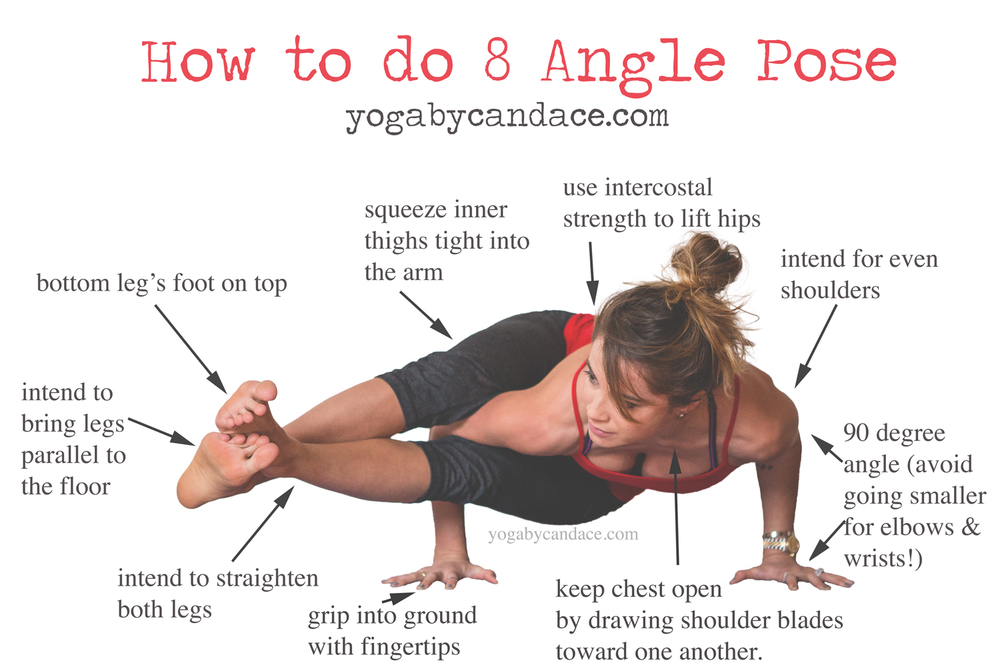 How to do 8 Angle Pose
yogabycandace.com
use intercostal
strength to lift hips
squeeze inner
thighs tight into
the arm
intend for even
shoulders
bottom leg's foot on top
intend to
bring legs
parallel to
the floor
90 degree
angle (avoid
going smaller
for elbows &
wrists!)
yogabycandace.com
intend to straighten
both legs
grip into ground
with fingertips
keep chest open
by drawing shoulder blades
toward one another.